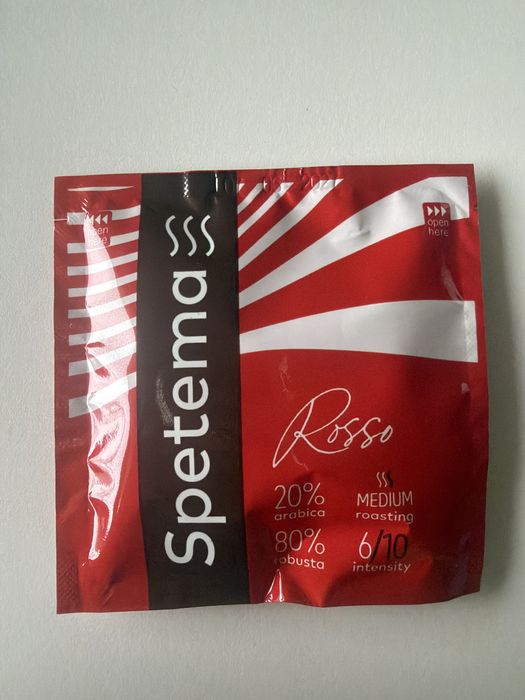 open
here
open
here
Spetema
Rosso
20%
arabica
MEDIUM
roasting
80%
robusta
6/10
intensity